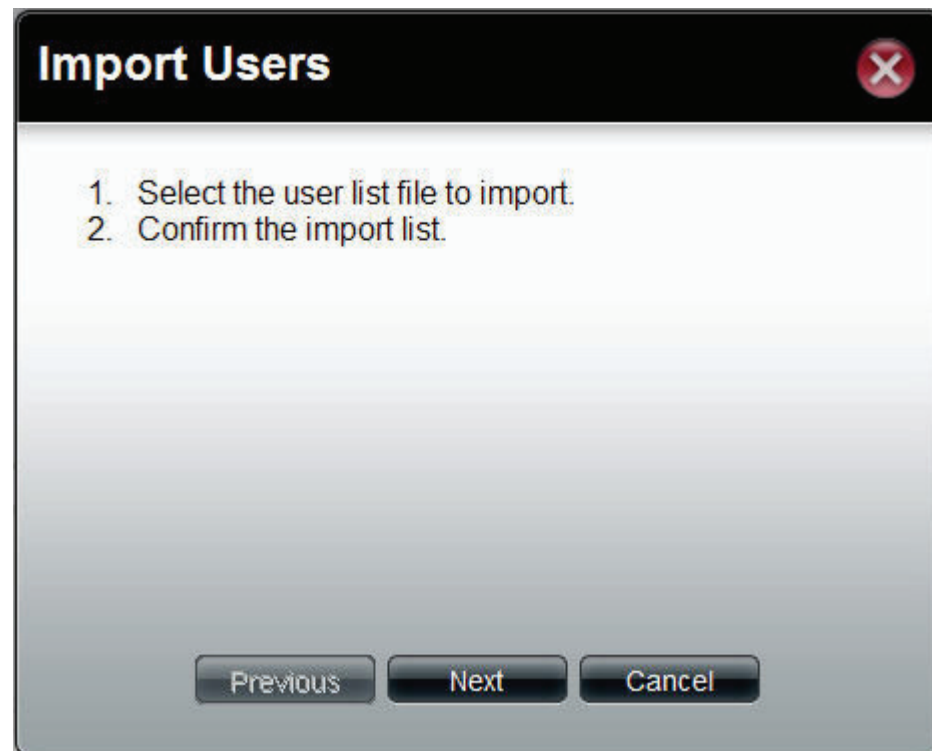 Import Users
1. Select the user list file to import.
2. Confirm the import list.
Previous Next Cancel